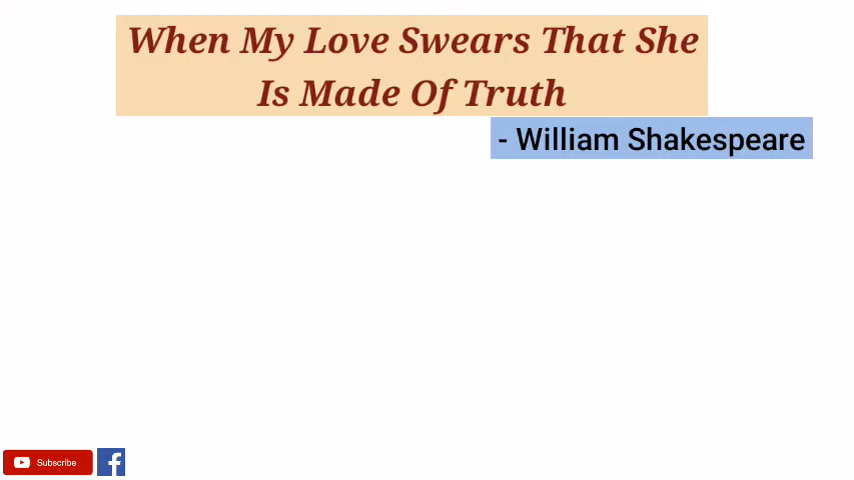 When My Love Swears That She
Is Made Of Truth
- William Shakespeare
Subscribe